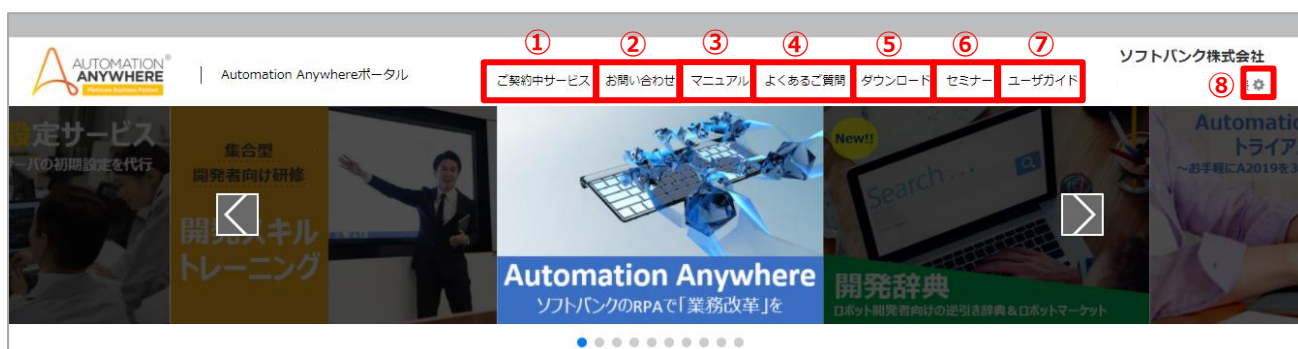 ① ② ③ ④ ⑤ ⑥ ⑦
ソフトバンク株式会社
AUTOMATION®
ANYWHERE
Platinum Business Partner
Automation Anywhereポータル
ご契約中サービス お問い合わせ マニュアル よくあるご質問 ダウンロード セミナー ユーザガイド
⑧
定サービス
ーバの初期設定を代行
集合型
開発者向け研修
開発スキル
トレーニング
Automation Anywhere
ソフトバンクのRPAで「業務改革」を
New!!
Search...
開発辞典
ロボット開発者向けの逆引き辞典&ロボットマーケット
Automatio
トライア
~お手軽にA2019を3